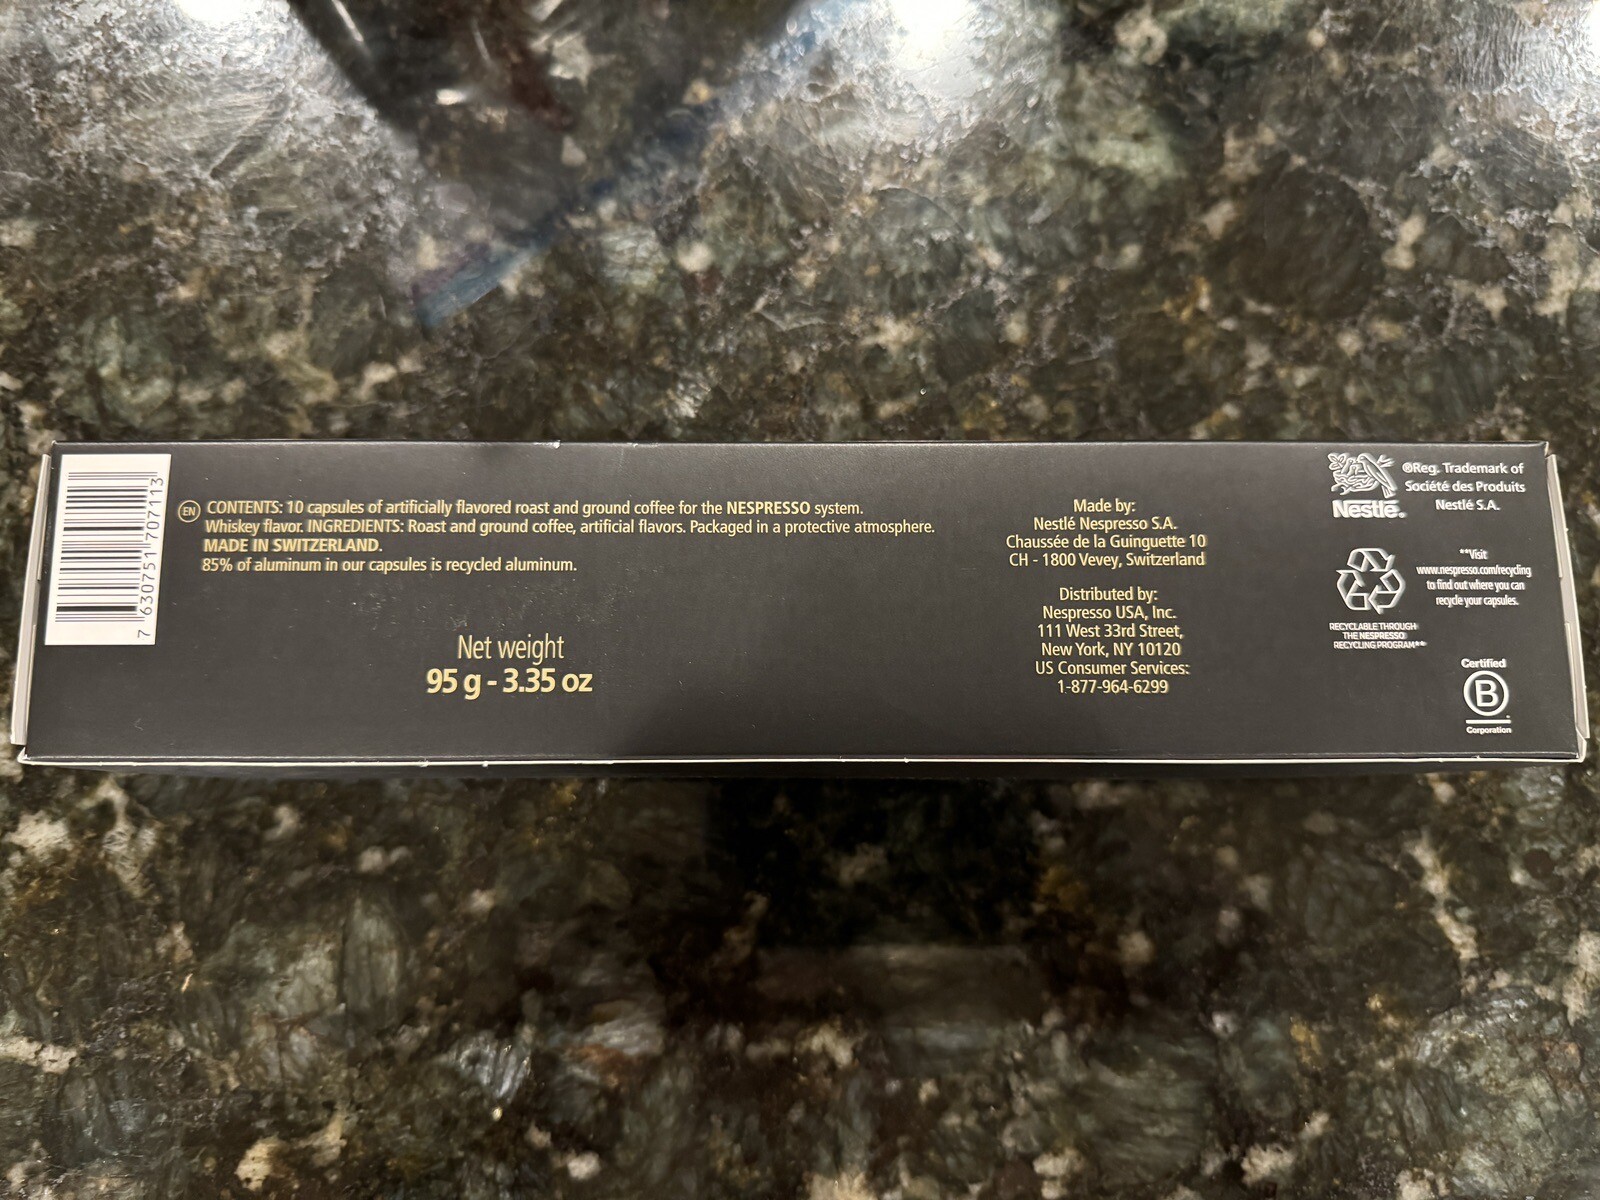 7 630751 707113
EN
CONTENTS: 10 capsules of artificially flavored roast and ground coffee for the NESPRESSO system.
Whiskey flavor. INGREDIENTS: Roast and ground coffee, artificial flavors. Packaged in a protective atmosphere.
MADE IN SWITZERLAND.
85% of aluminum in our capsules is recycled aluminum.
Net weight
95 g - 3.35 oz
Made by:
Nestlé Nespresso S.A.
Chaussée de la Guinguette 10
CH - 1800 Vevey, Switzerland
Distributed by:
Nespresso USA, Inc.
111 West 33rd Street,
New York, NY 10120
US Consumer Services:
1-877-964-6299
Nestlé®
®Reg. Trademark of
Société des Produits
Nestlé S.A.
RECYCLABLE THROUGH
THE NESPRESSO
RECYCLING PROGRAM**
**Visit
www.nespresso.com/recycling
to find out where you can
recycle your capsules.
Certified
B
Corporation